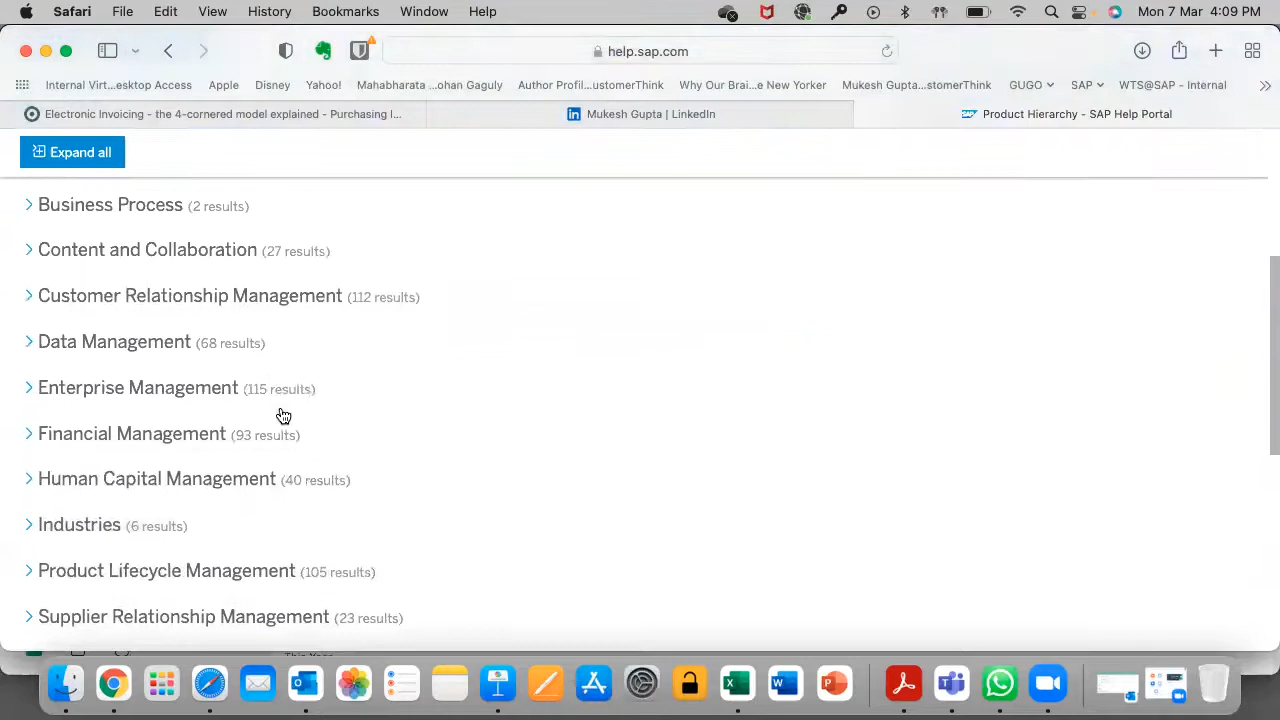 Safari File Edit View History Bookmarks Window Help Mon 7 Mar 4:09 PM
help.sap.com
Internal Virt...esktop Access Apple Disney Yahoo! Mahabharata...ohan Gaguly Author Profil...ustomerThink Why Our Brai...e New Yorker Mukesh Gupta...stomerThink GUGO SAP WTS@SAP - Internal
Electronic Invoicing - the 4-cornered model explained - Purchasing I... Mukesh Gupta | LinkedIn Product Hierarchy - SAP Help Portal
Expand all
Business Process (2 results)
Content and Collaboration (27 results)
Customer Relationship Management (112 results)
Data Management (68 results)
Enterprise Management (115 results)
Financial Management (93 results)
Human Capital Management (40 results)
Industries (6 results)
Product Lifecycle Management (105 results)
Supplier Relationship Management (23 results)